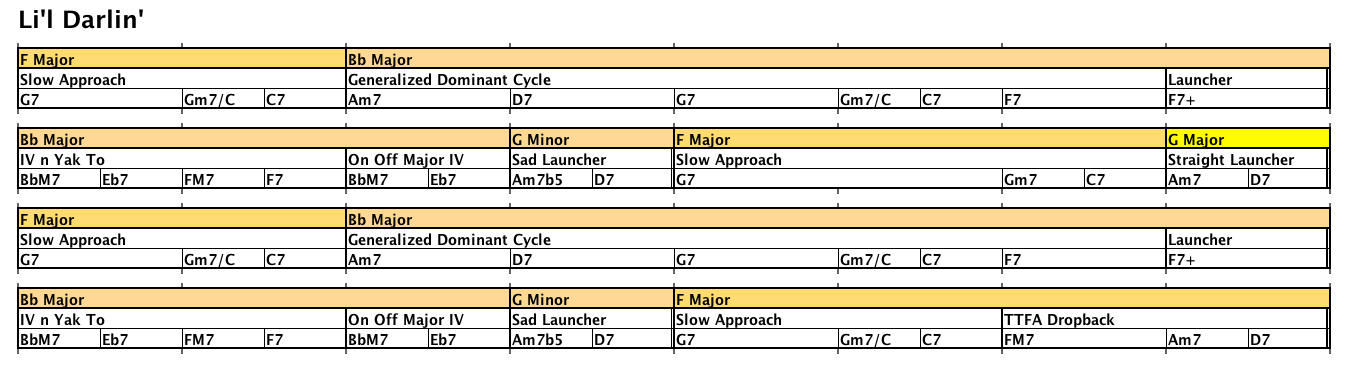 Li'l Darlin'
F Major Bb Major
Slow Approach Generalized Dominant Cycle Launcher
G7 Gm7/C C7 Am7 D7 G7 Gm7/C C7 F7 F7+
Bb Major G Minor F Major G Major
IV n Yak To On Off Major IV Sad Launcher Slow Approach Straight Launcher
BbM7 Eb7 FM7 F7 BbM7 Eb7 Am7b5 D7 G7 Gm7 C7 Am7 D7
F Major Bb Major
Slow Approach Generalized Dominant Cycle Launcher
G7 Gm7/C C7 Am7 D7 G7 Gm7/C C7 F7 F7+
Bb Major G Minor F Major
IV n Yak To On Off Major IV Sad Launcher Slow Approach TTFA Dropback
BbM7 Eb7 FM7 F7 BbM7 Eb7 Am7b5 D7 G7 Gm7/C C7 FM7 Am7 D7